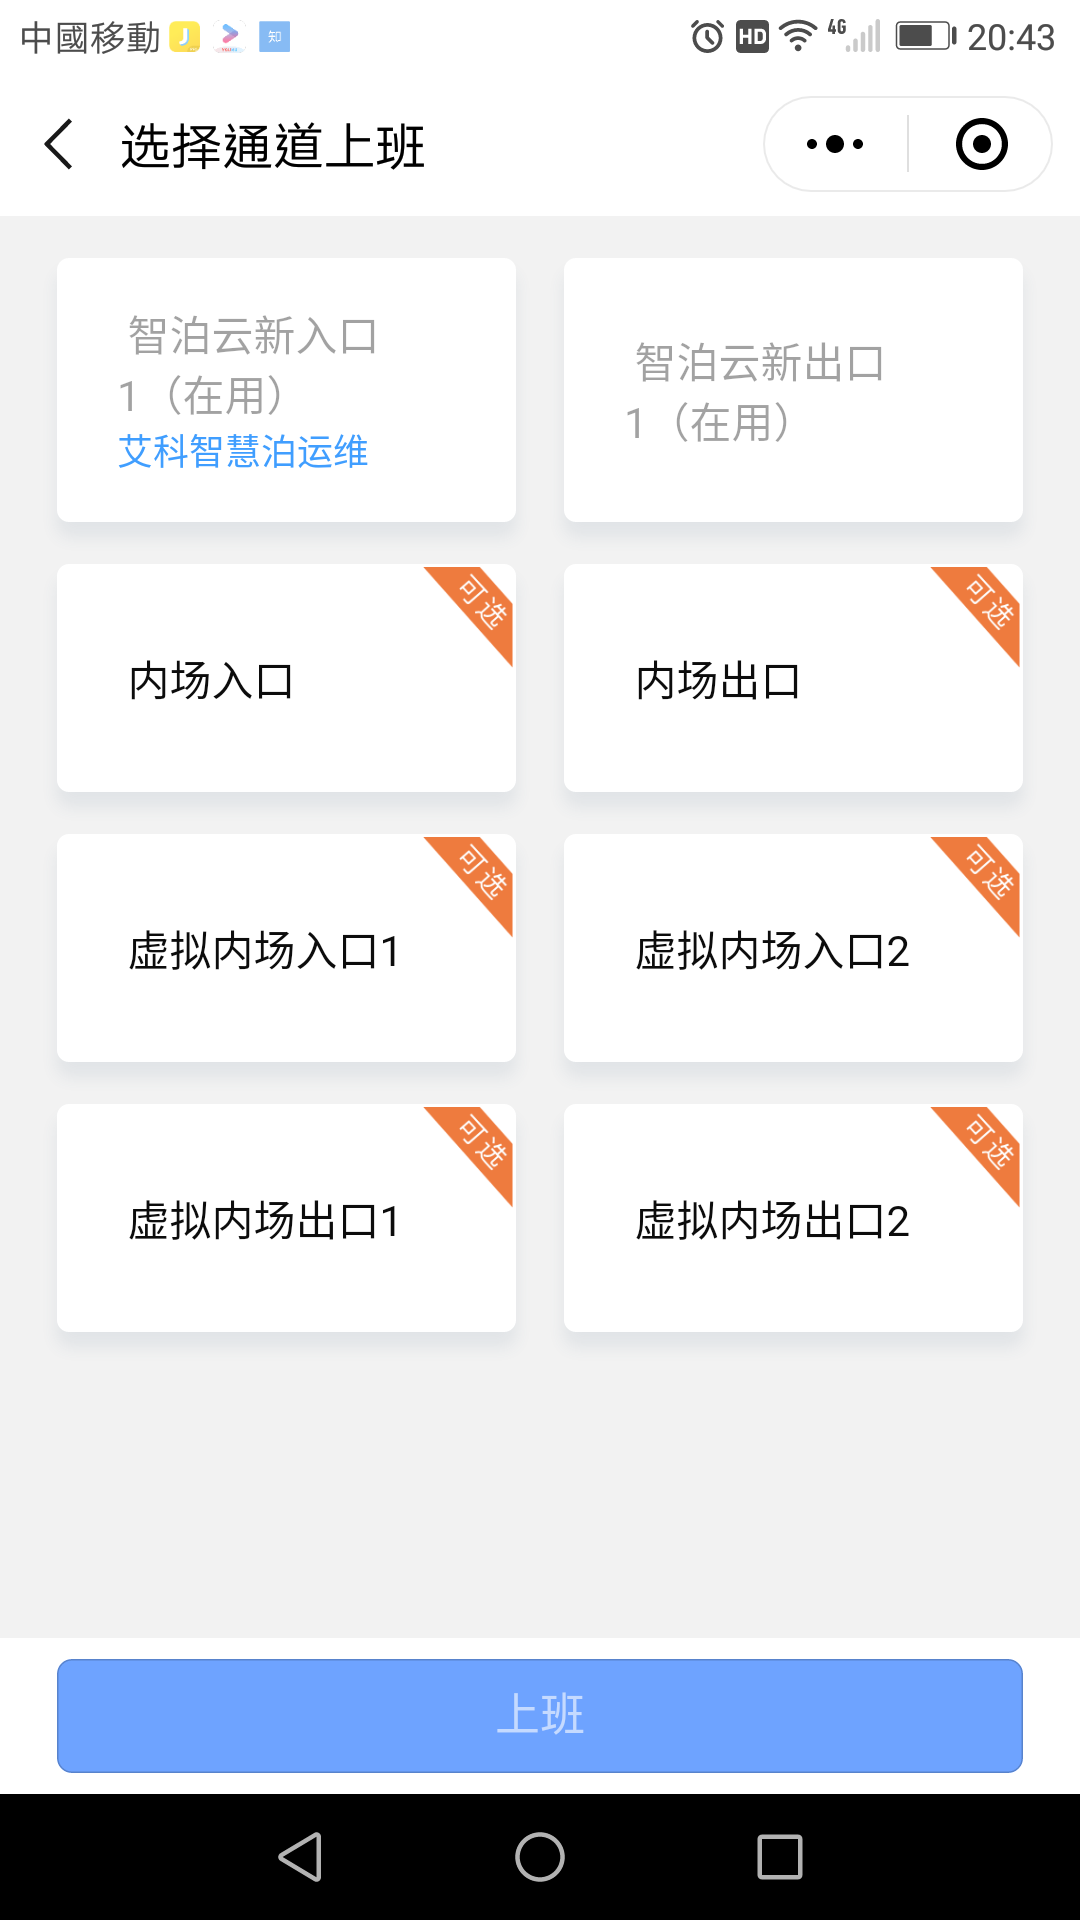 中國移動 J 知 HD 4G 20:43
选择通道上班
智泊云新入口
1（在用）
艾科智慧泊运维
智泊云新出口
1（在用）
可选
内场入口
可选
内场出口
可选
虚拟内场入口1
可选
虚拟内场入口2
可选
虚拟内场出口1
可选
虚拟内场出口2
上班